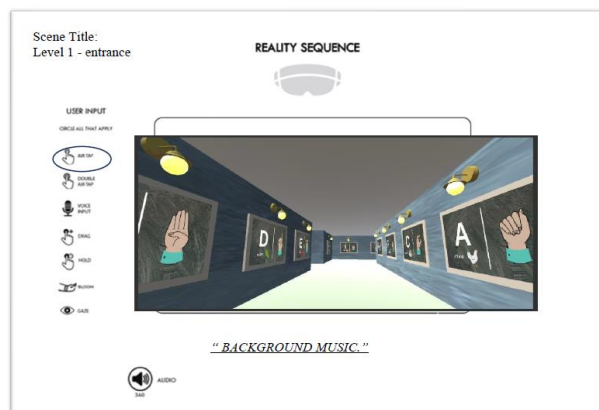 Scene Title:
Level 1 - entrance
REALITY SEQUENCE
USER INPUT
CIRCLE ALL THAT APPLY
AIR TAP
DOUBLE
AIR TAP
VOICE
INPUT
DRAG
HOLD
BLOOM
GAZE
D
C
A
“ BACKGROUND MUSIC.”
AUDIO
360